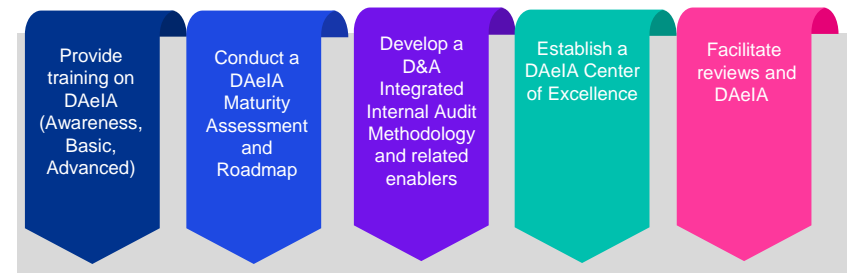 Provide
training on
DAeIA
(Awareness,
Basic,
Advanced)
Conduct a
DAeIA
Maturity
Assessment
and
Roadmap
Develop a
D&A
Integrated
Internal Audit
Methodology
and related
enablers
Establish a
DAeIA Center
of Excellence
Facilitate
reviews and
DAeIA